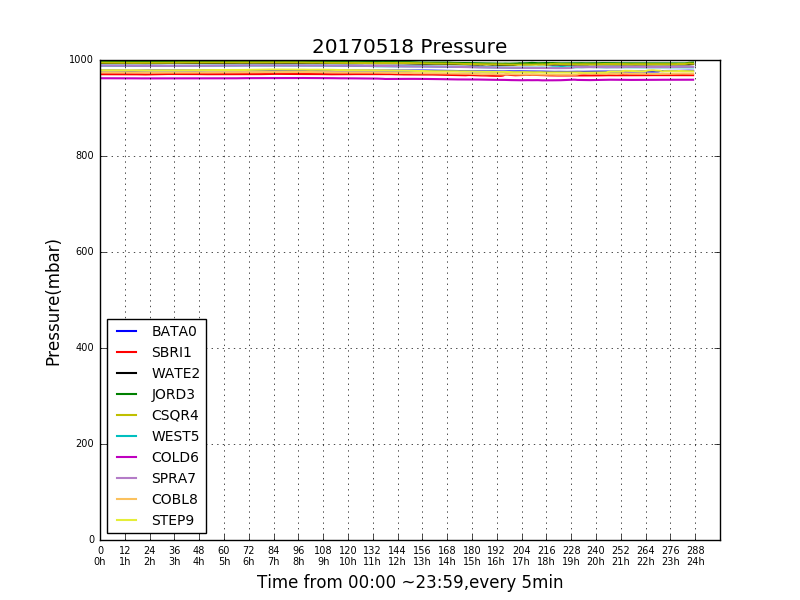 20170518 Pressure
1000
800
600
400
200
0
Pressure(mbar)
BATA0
SBRI1
WATE2
JORD3
CSQR4
WEST5
COLD6
SPRA7
COBL8
STEP9
0 12 24 36 48 60 72 84 96 108 120 132 144 156 168 180 192 204 216 228 240 252 264 276 288
0h 1h 2h 3h 4h 5h 6h 7h 8h 9h 10h 11h 12h 13h 14h 15h 16h 17h 18h 19h 20h 21h 22h 23h 24h
Time from 00:00 ~23:59,every 5min